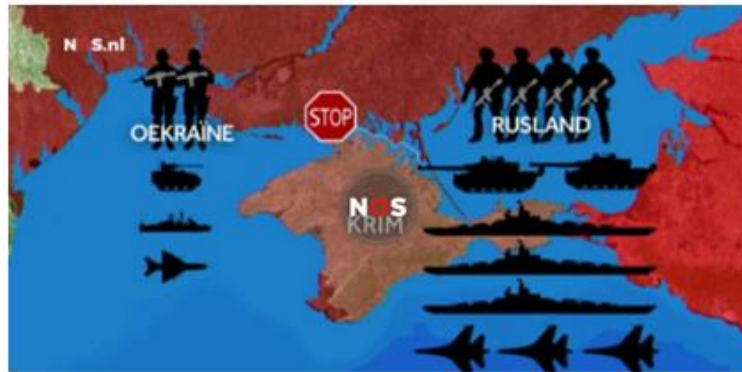 NOS.nl
STOP
OEKRAÏNE
RUSLAND
NOS
KRIM